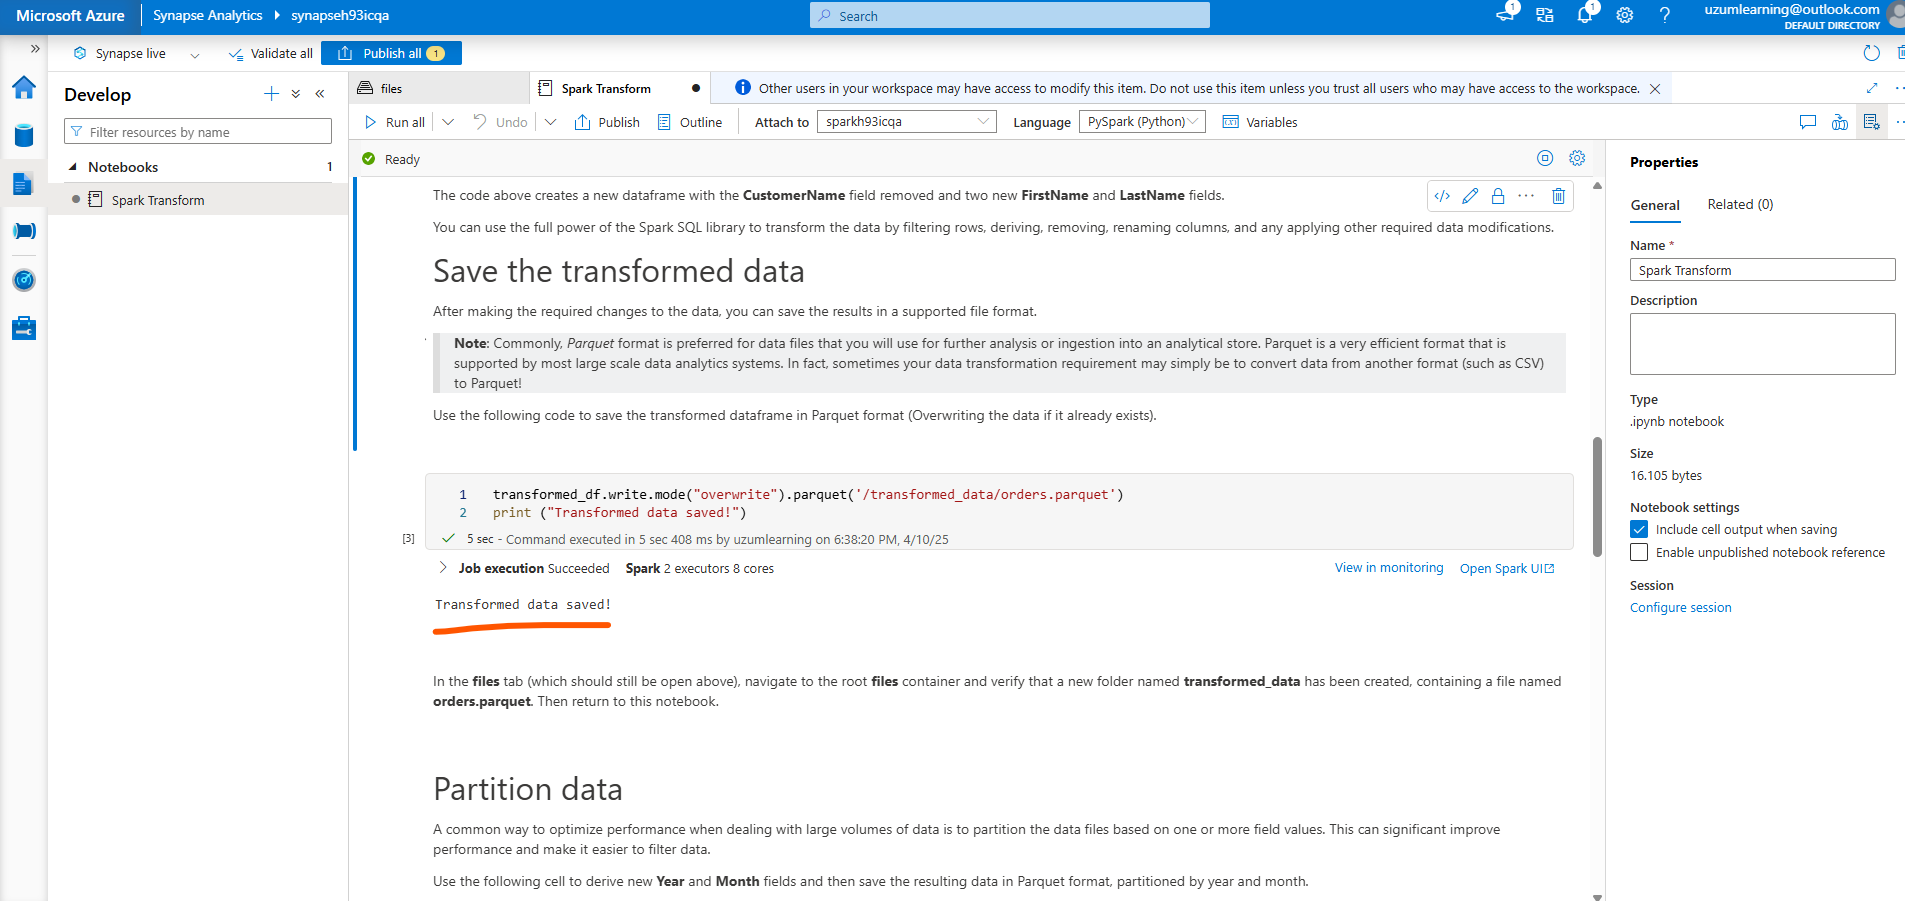 Microsoft Azure
Synapse Analytics
synapseh93icqa
Search
1
1
uzumlearning@outlook.com
DEFAULT DIRECTORY
Synapse live
Validate all
Publish all 1
Develop
Filter resources by name
Notebooks
1
Spark Transform
files
Spark Transform
Other users in your workspace may have access to modify this item. Do not use this item unless you trust all users who may have access to the workspace.
Run all
Undo
Publish
Outline
Attach to
sparkh93icqa
Language
PySpark (Python)
Variables
Ready
The code above creates a new dataframe with the CustomerName field removed and two new FirstName and LastName fields.
You can use the full power of the Spark SQL library to transform the data by filtering rows, deriving, removing, renaming columns, and any applying other required data modifications.
Save the transformed data
After making the required changes to the data, you can save the results in a supported file format.
Note: Commonly, Parquet format is preferred for data files that you will use for further analysis or ingestion into an analytical store. Parquet is a very efficient format that is
supported by most large scale data analytics systems. In fact, sometimes your data transformation requirement may simply be to convert data from another format (such as CSV)
to Parquet!
Use the following code to save the transformed dataframe in Parquet format (Overwriting the data if it already exists).
1 transformed_df.write.mode("overwrite").parquet('/transformed_data/orders.parquet')
2 print ("Transformed data saved!")
[3]
5 sec - Command executed in 5 sec 408 ms by uzumlearning on 6:38:20 PM, 4/10/25
Job execution Succeeded Spark 2 executors 8 cores
View in monitoring
Open Spark UI
Transformed data saved!
In the files tab (which should still be open above), navigate to the root files container and verify that a new folder named transformed_data has been created, containing a file named
orders.parquet. Then return to this notebook.
Partition data
A common way to optimize performance when dealing with large volumes of data is to partition the data files based on one or more field values. This can significant improve
performance and make it easier to filter data.
Use the following cell to derive new Year and Month fields and then save the resulting data in Parquet format, partitioned by year and month.
Properties
General
Related (0)
Name *
Spark Transform
Description
Type
.ipynb notebook
Size
16.105 bytes
Notebook settings
Include cell output when saving
Enable unpublished notebook reference
Session
Configure session